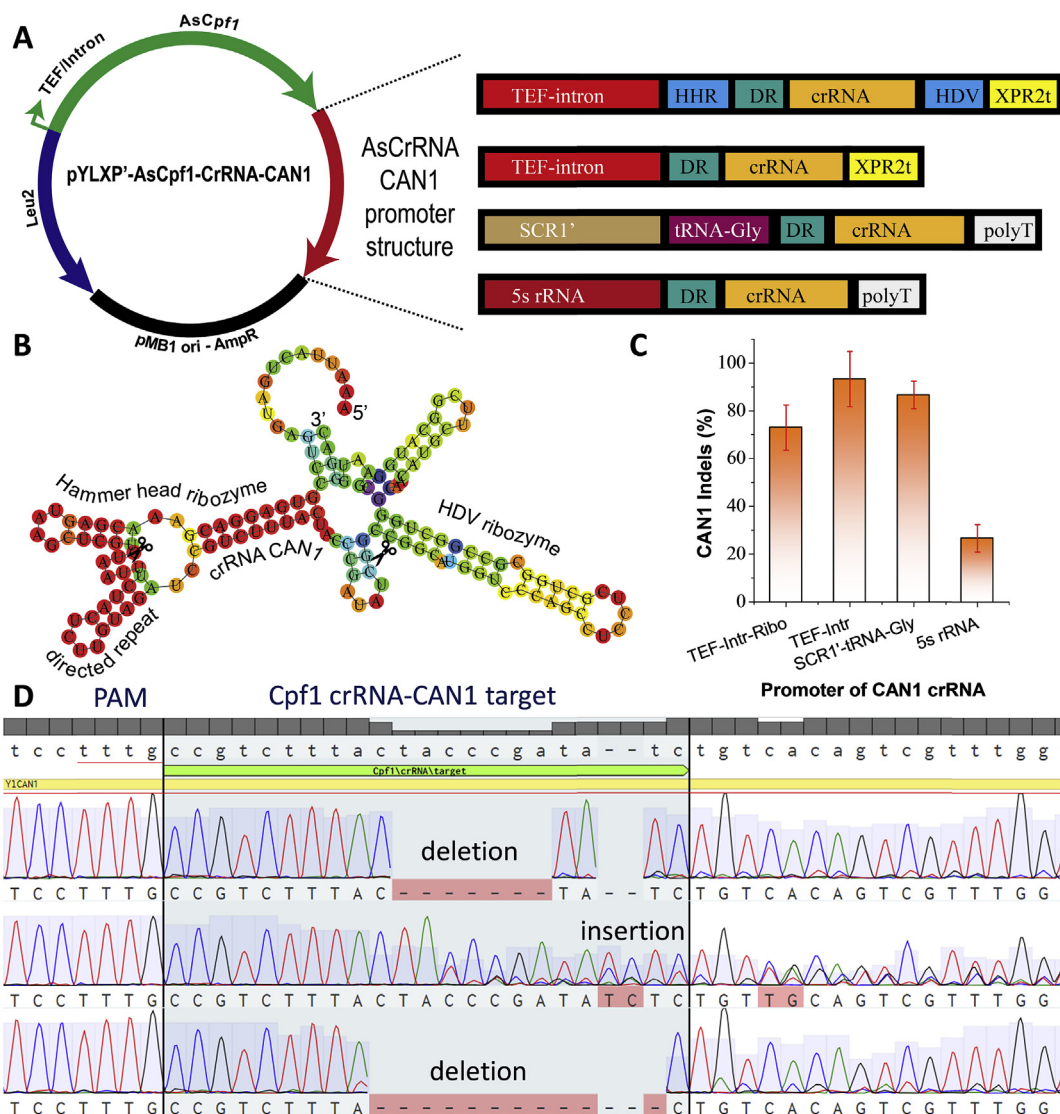 A
TEF/Intron
AsCpf1
Leu2
pYLXP'-AsCpf1-CrRNA-CAN1
pMB1 ori - AmpR
AsCrRNA
CAN1
promoter
structure
TEF-intron HHR DR crRNA HDV XPR2t
TEF-intron DR crRNA XPR2t
SCR1' tRNA-Gly DR crRNA polyT
5s rRNA DR crRNA polyT
B
5'
3'
Hammer head ribozyme
crRNA CAN1
HDV ribozyme
directed repeat
C
CAN1 Indels (%)
100
80
60
40
20
0
TEF-Intr-Ribo
TEF-Intr
SCR1'-tRNA-Gly
5s rRNA
Promoter of CAN1 crRNA
D
PAM
Cpf1 crRNA-CAN1 target
t c c t t t g c c g t c t t t a c t a c c c g a t a - - t c t g t c a c a g t c g t t t g g
Cpf1\crRNA\target
YlCAN1
deletion
T C C T T T G C C G T C T T T A C - - - - - - - T A - - T C T G T C A C A G T C G T T T G G
insertion
T C C T T T G C C G T C T T T A C T A C C C G A T A T C T C T G T T G C A G T C G T T T G G
deletion
T C C T T T G C C G T C T T T A - - - - - - - - - - - - - C T G T C A C A G T C G T T T G G